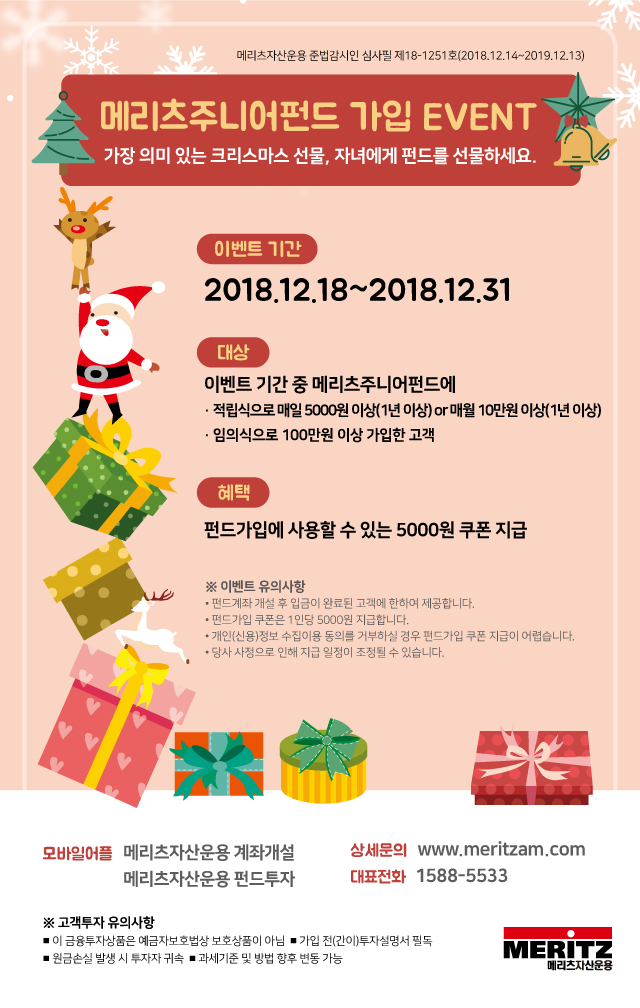 메리츠자산운용 준법감시인 심사필 제18-1251호(2018.12.14~2019.12.13)
메리츠주니어펀드 가입 EVENT
가장 의미 있는 크리스마스 선물, 자녀에게 펀드를 선물하세요.
이벤트 기간
2018.12.18~2018.12.31
대상
이벤트 기간 중 메리츠주니어펀드에
· 적립식으로 매일 5000원 이상(1년 이상) or 매월 10만원 이상(1년 이상)
· 임의식으로 100만원 이상 가입한 고객
혜택
펀드가입에 사용할 수 있는 5000원 쿠폰 지급
※ 이벤트 유의사항
• 펀드계좌 개설 후 입금이 완료된 고객에 한하여 제공합니다.
• 펀드가입 쿠폰은 1인당 5000원 지급합니다.
• 개인(신용)정보 수집이용 동의를 거부하실 경우 펀드가입 쿠폰 지급이 어렵습니다.
• 당사 사정으로 인해 지급 일정이 조정될 수 있습니다.
모바일어플 메리츠자산운용 계좌개설
메리츠자산운용 펀드투자
상세문의 www.meritzam.com
대표전화 1588-5533
※ 고객투자 유의사항
■ 이 금융투자상품은 예금자보호법상 보호상품이 아님 ■ 가입 전(간이)투자설명서 필독
■ 원금손실 발생 시 투자자 귀속 ■ 과세기준 및 방법 향후 변동 가능
MERITZ
메리츠자산운용